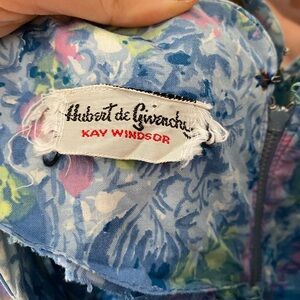 Hubert de Givenchy
KAY WINDSOR